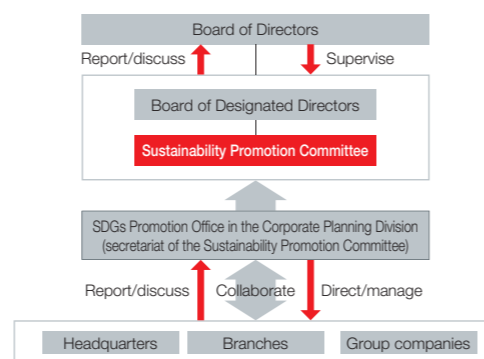 Board of Directors
Report/discuss
Supervise
Board of Designated Directors
Sustainability Promotion Committee
SDGs Promotion Office in the Corporate Planning Division
(secretariat of the Sustainability Promotion Committee)
Report/discuss
Collaborate
Direct/manage
Headquarters
Branches
Group companies